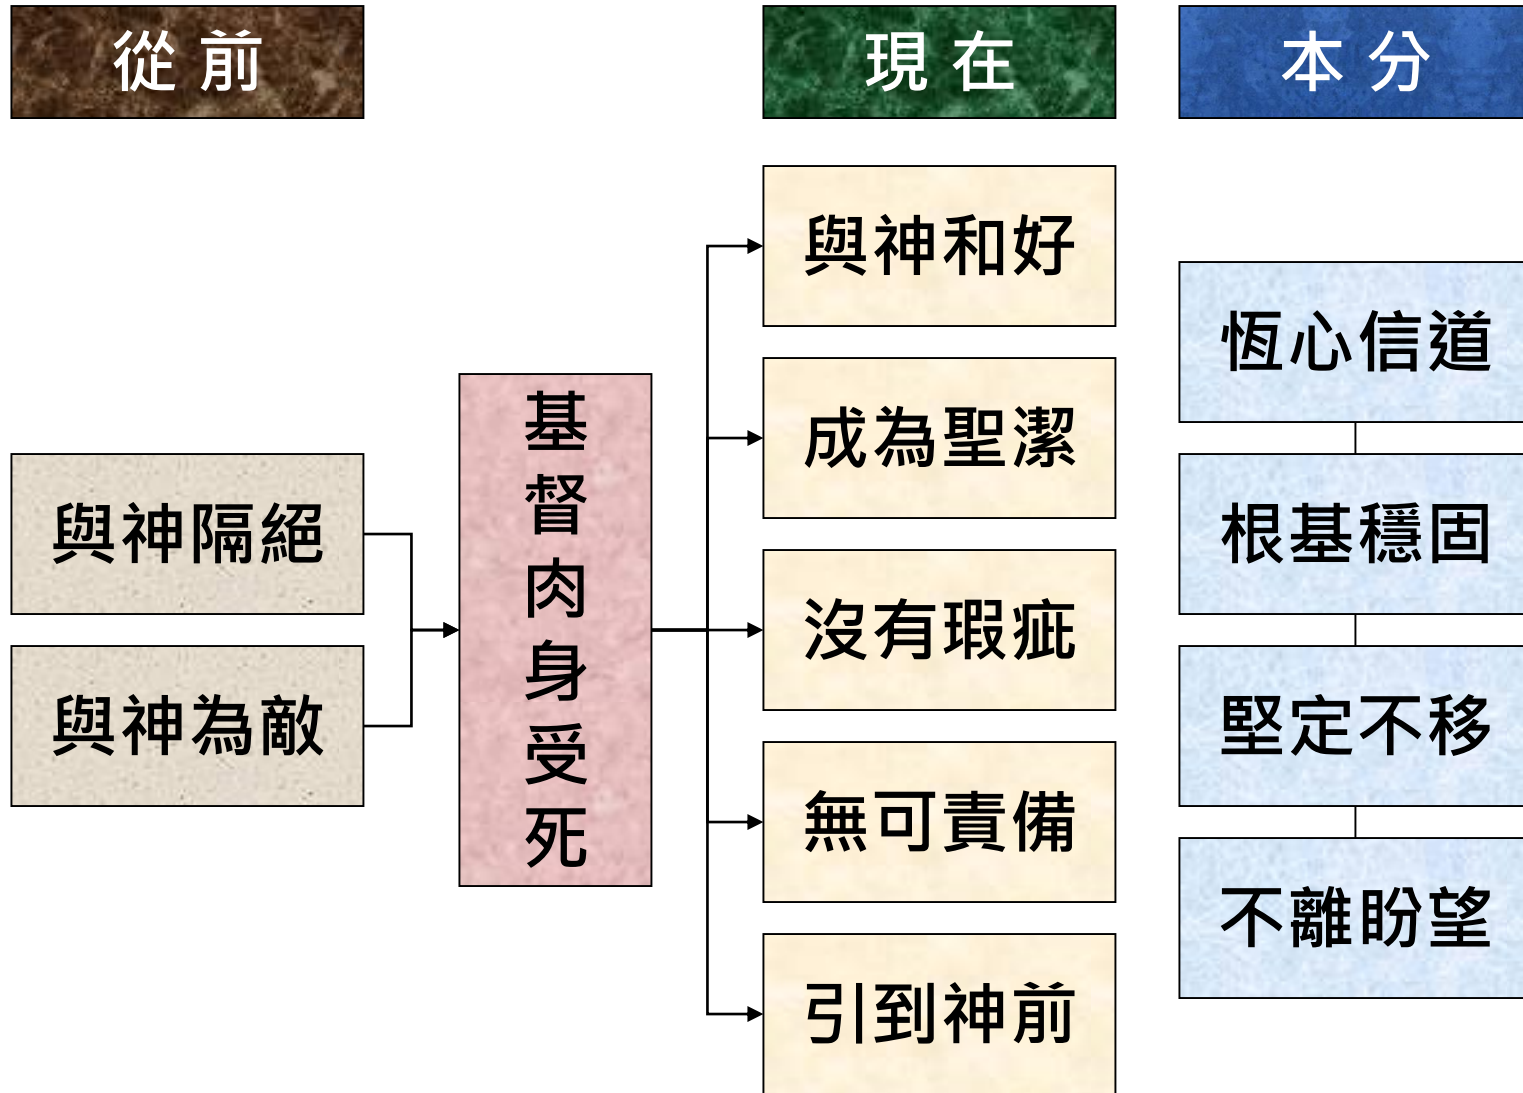 從前
現在
本分
與神隔絕
與神為敵
基督肉身受死
與神和好
成為聖潔
沒有瑕疵
無可責備
引到神前
恆心信道
根基穩固
堅定不移
不離盼望